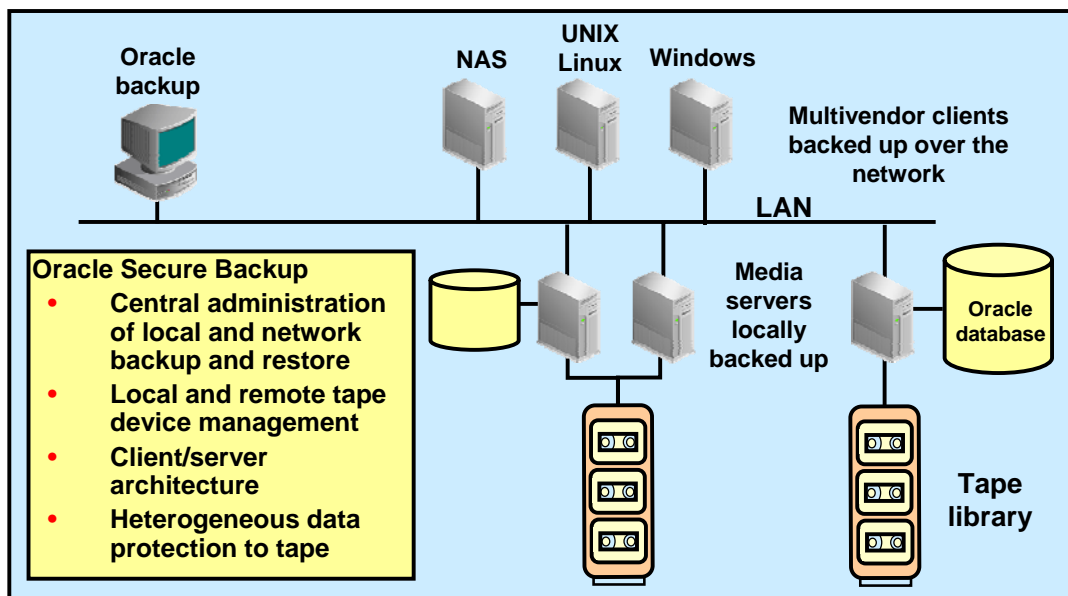 Oracle
backup
NAS
UNIX
Linux
Windows
Multivendor clients
backed up over the
network
LAN
Oracle Secure Backup
• Central administration
of local and network
backup and restore
• Local and remote tape
device management
• Client/server
architecture
• Heterogeneous data
protection to tape
Media
servers
locally
backed up
Oracle
database
Tape
library